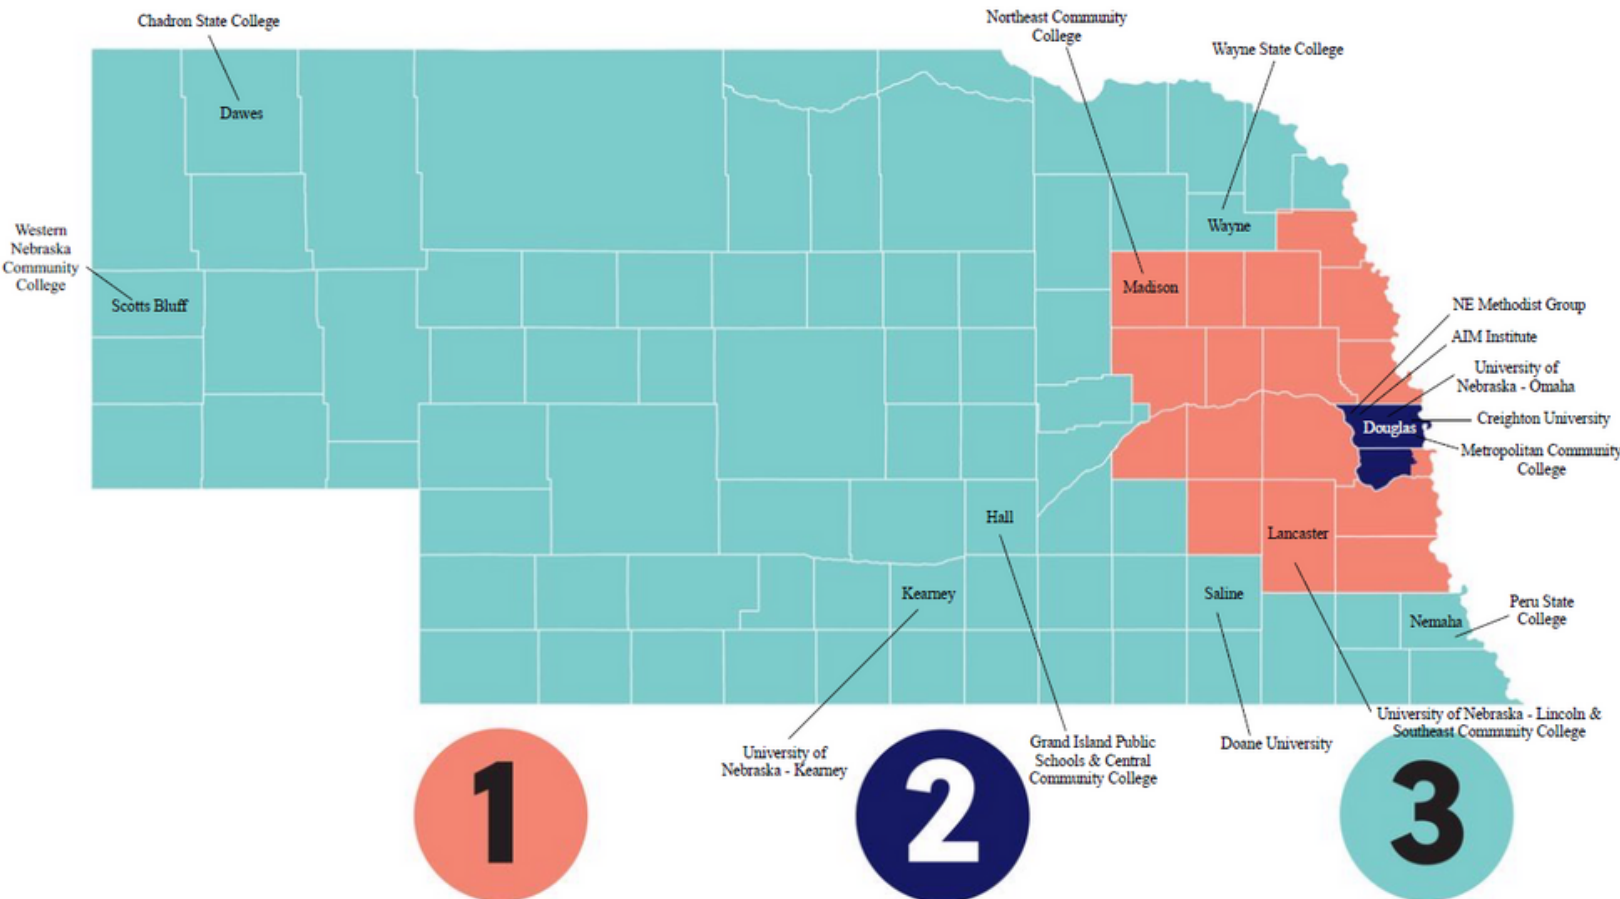 Chadron State College
Northeast Community
College
Wayne State College
Dawes
Wayne
Western
Nebraska
Community
College
Scotts Bluff
Madison
NE Methodist Group
AIM Institute
University of
Nebraska - Omaha
Douglas
Creighton University
Metropolitan Community
College
Hall
Lancaster
Kearney
Saline
Nemaha
Peru State
College
University of
Nebraska - Kearney
Grand Island Public
Schools & Central
Community College
Doane University
University of Nebraska - Lincoln &
Southeast Community College
1
2
3